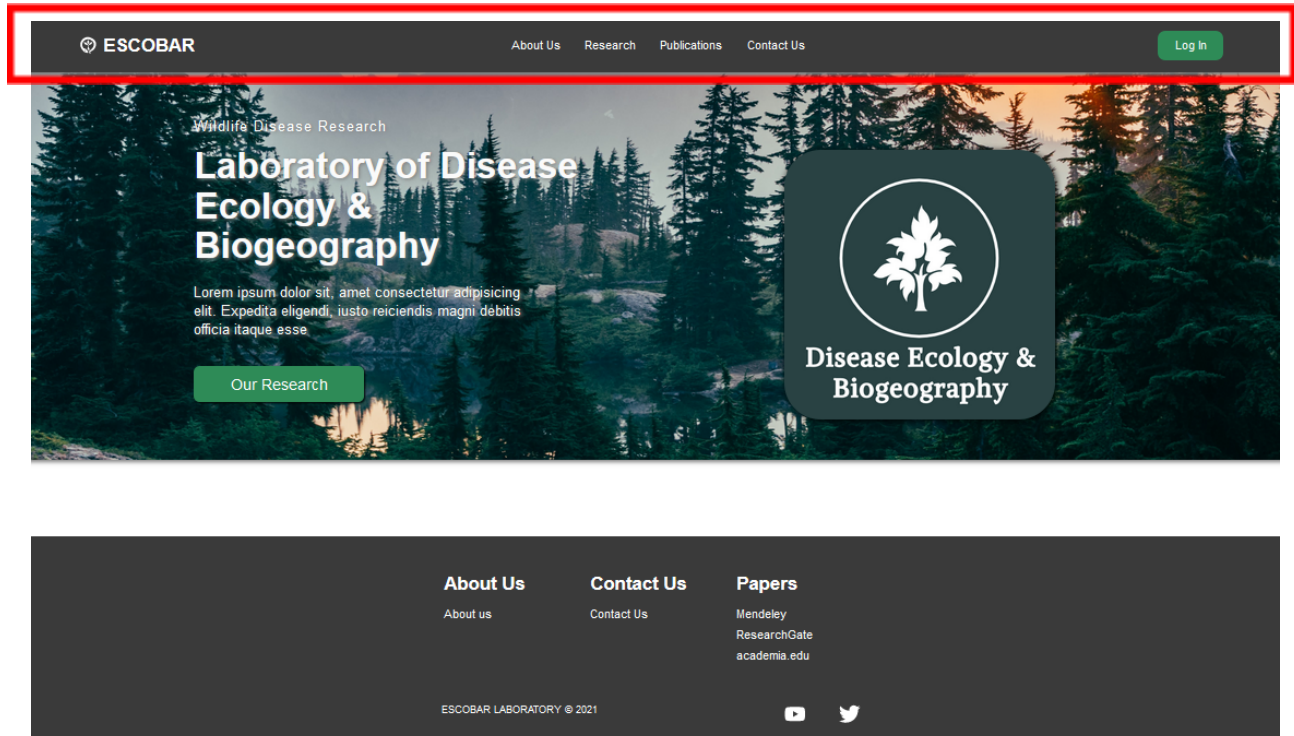 ESCOBAR
About Us Research Publications Contact Us
Log In
Wildlife Disease Research
Laboratory of Disease
Ecology &
Biogeography
Lorem ipsum dolor sit, amet consectetur adipisicing
elit. Expedita eligendi, iusto reiciendis magni debitis
officia itaque esse
Our Research
Disease Ecology &
Biogeography
About Us
About us
Contact Us
Contact Us
Papers
Mendeley
ResearchGate
academia.edu
ESCOBAR LABORATORY © 2021